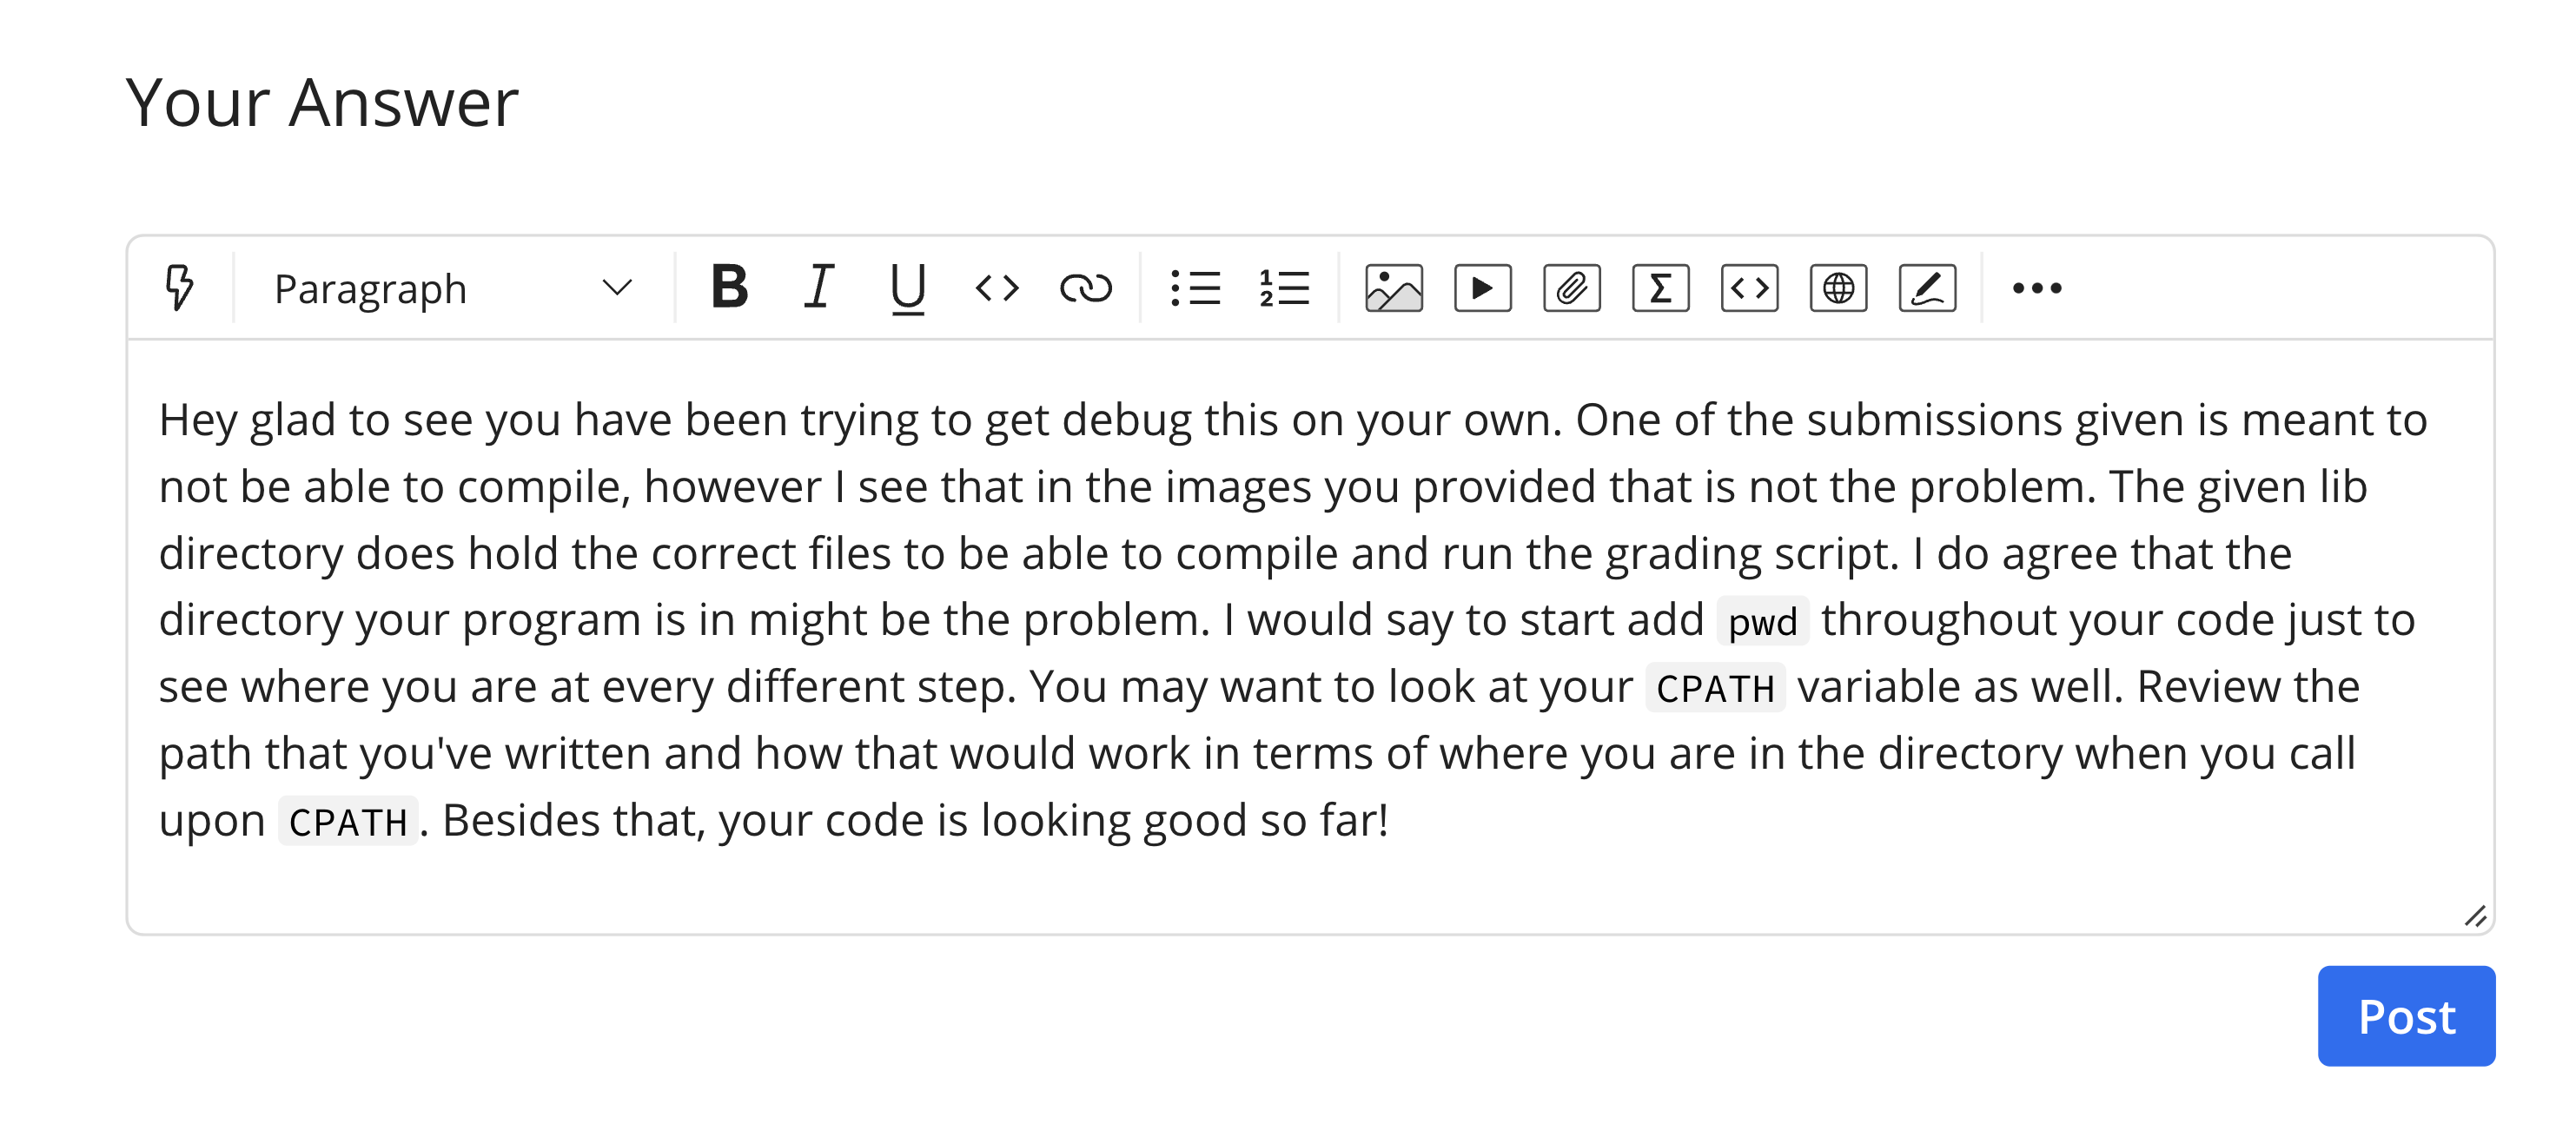 Your Answer
Paragraph
Hey glad to see you have been trying to get debug this on your own. One of the submissions given is meant to
not be able to compile, however I see that in the images you provided that is not the problem. The given lib
directory does hold the correct files to be able to compile and run the grading script. I do agree that the
directory your program is in might be the problem. I would say to start add pwd throughout your code just to
see where you are at every different step. You may want to look at your CPATH variable as well. Review the
path that you've written and how that would work in terms of where you are in the directory when you call
upon CPATH. Besides that, your code is looking good so far!
Post